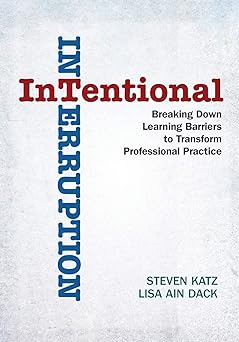 InTentional
INTERRUPTION
Breaking Down
Learning Barriers
to Transform
Professional Practice
STEVEN KATZ
LISA AIN DACK